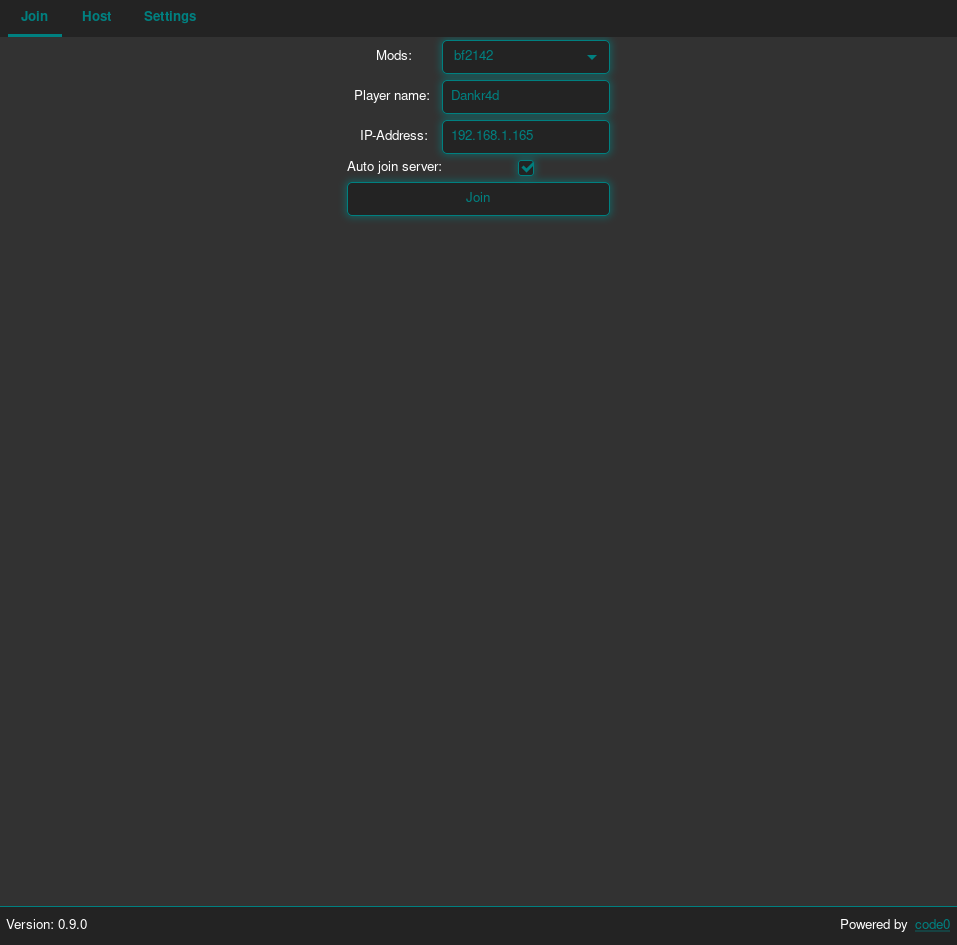 Join Host Settings
Mods: bf2142
Player name: Dankr4d
IP-Address: 192.168.1.165
Auto join server:
Join
Version: 0.9.0 Powered by code0